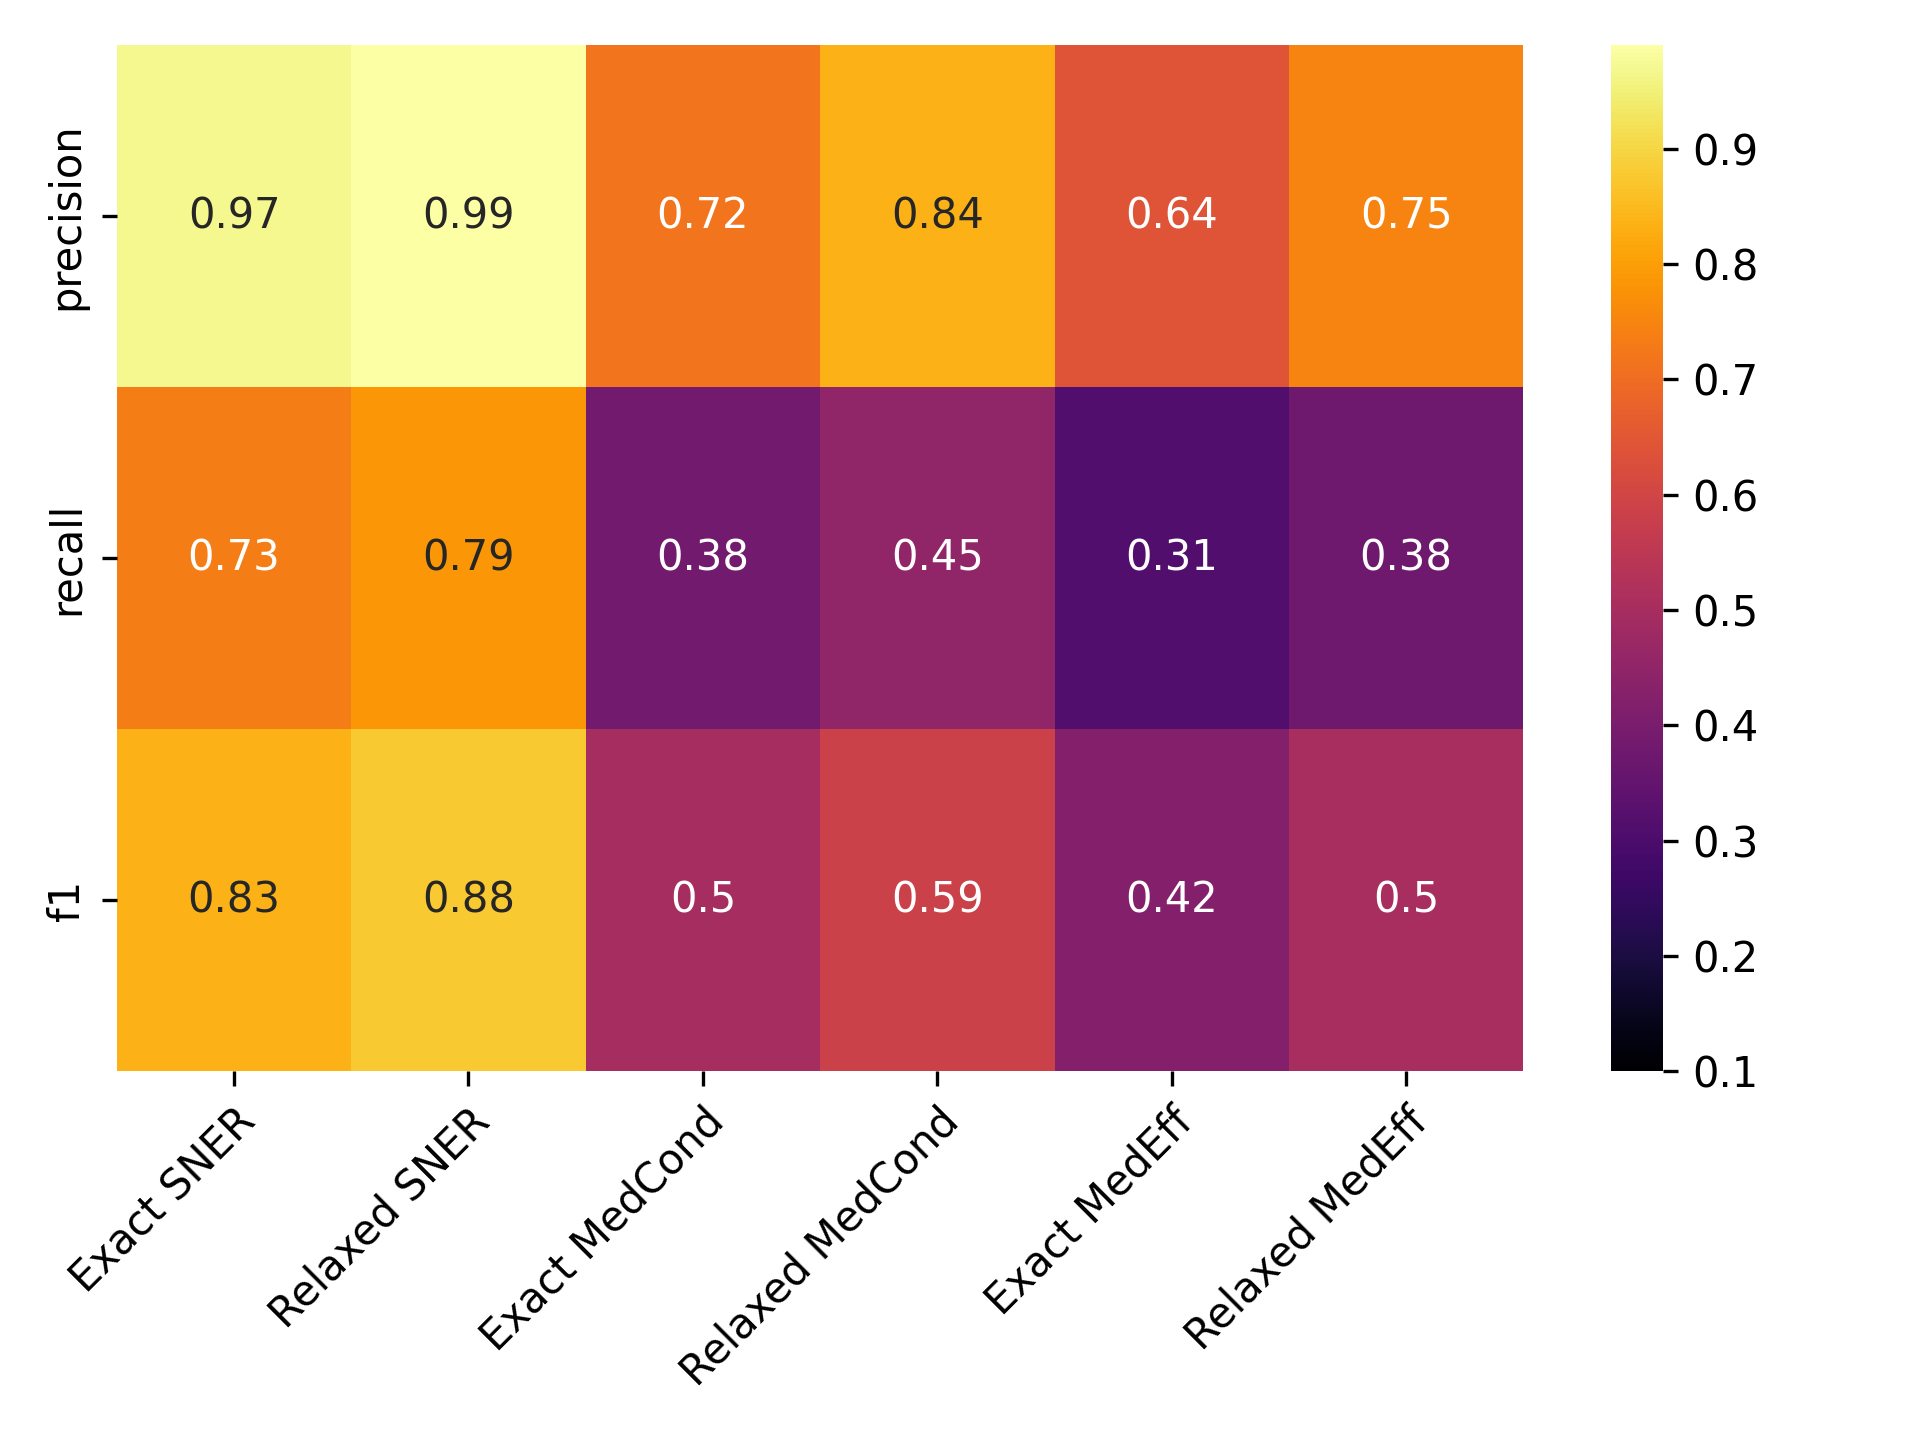 precision
0.97 0.99 0.72 0.84 0.64 0.75
recall
0.73 0.79 0.38 0.45 0.31 0.38
f1
0.83 0.88 0.5 0.59 0.42 0.5
Exact SNER
Relaxed SNER
Exact MedCond
Relaxed MedCond
Exact MedEff
Relaxed MedEff
0.9
0.8
0.7
0.6
0.5
0.4
0.3
0.2
0.1